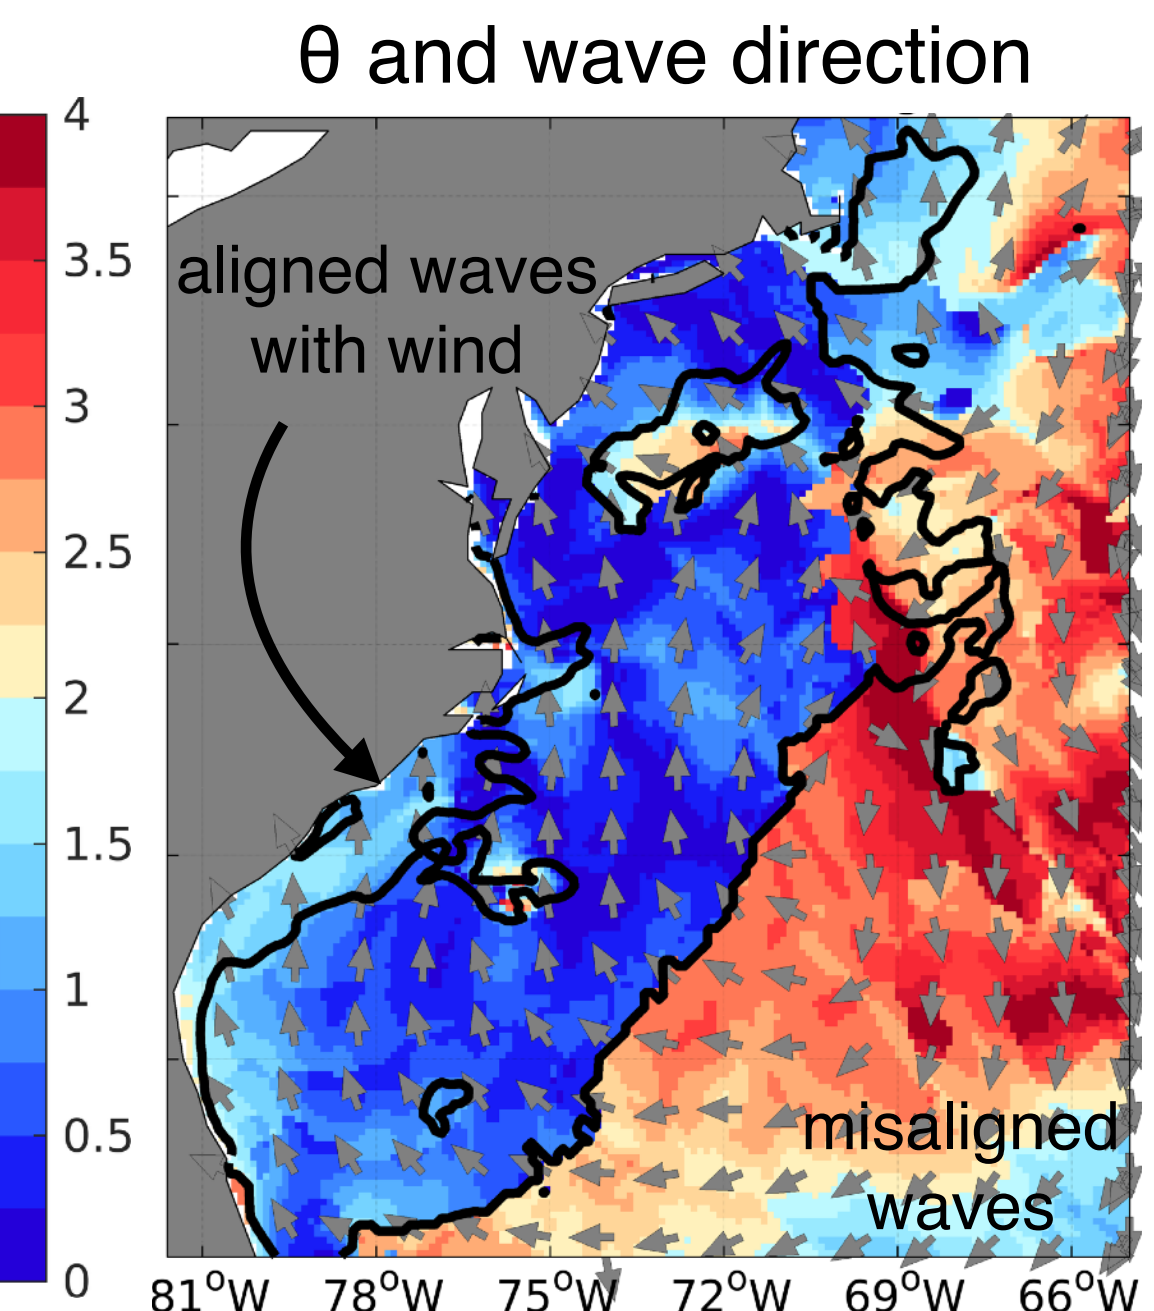 θ and wave direction
4
3.5
3
2.5
2
1.5
1
0.5
0
aligned waves
with wind
misaligned
waves
81°W 78°W 75°W 72°W 69°W 66°W